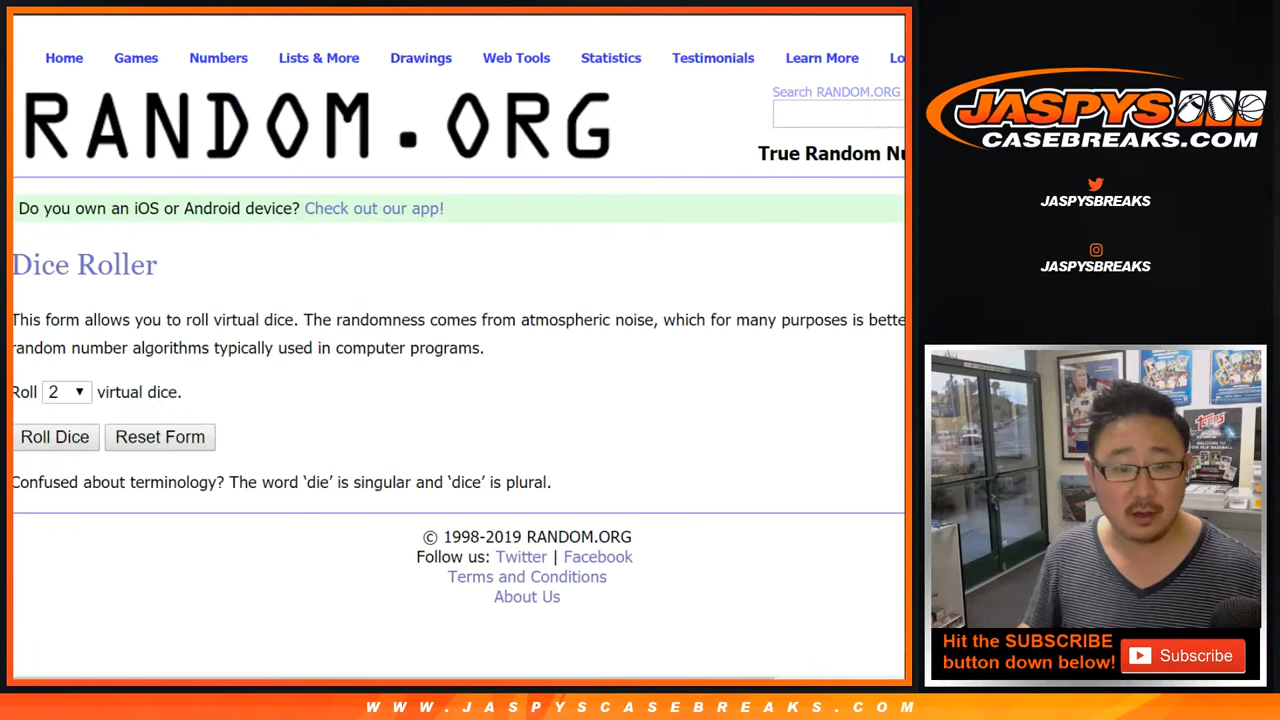 Home Games Numbers Lists & More Drawings Web Tools Statistics Testimonials Learn More Lo
RANDOM.ORG
Search RANDOM.ORG
True Random Nu
Do you own an iOS or Android device? Check out our app!
Dice Roller
This form allows you to roll virtual dice. The randomness comes from atmospheric noise, which for many purposes is bette
random number algorithms typically used in computer programs.
Roll 2 virtual dice.
Roll Dice Reset Form
Confused about terminology? The word ‘die’ is singular and ‘dice’ is plural.
© 1998-2019 RANDOM.ORG
Follow us: Twitter | Facebook
Terms and Conditions
About Us
JASPYS
CASEBREAKS.COM
JASPYSBREAKS
JASPYSBREAKS
topps
WELCOME TO
Hit the SUBSCRIBE
button down below!
Subscribe
WWW.JASPYSCASEBREAKS.COM